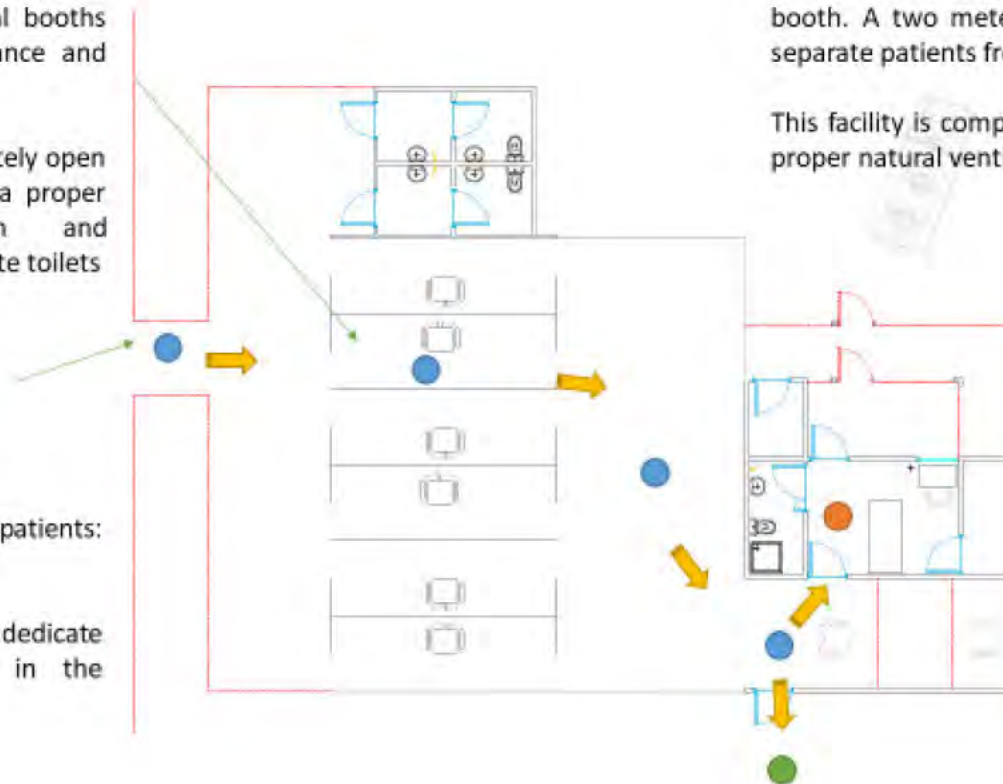 al booths
ance and
tely open
a proper
and
te toilets
patients:
dedicate
in the
booth. A two mete
separate patients fr
This facility is comp
proper natural venti